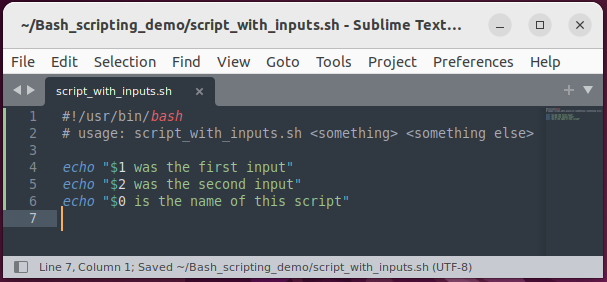 ~/Bash_scripting_demo/script_with_inputs.sh - Sublime Text...
File Edit Selection Find View Goto Tools Project Preferences Help
script_with_inputs.sh ×
1 #!/usr/bin/bash
2 # usage: script_with_inputs.sh <something> <something else>
3
4 echo "$1 was the first input"
5 echo "$2 was the second input"
6 echo "$0 is the name of this script"
7
Line 7, Column 1; Saved ~/Bash_scripting_demo/script_with_inputs.sh (UTF-8)